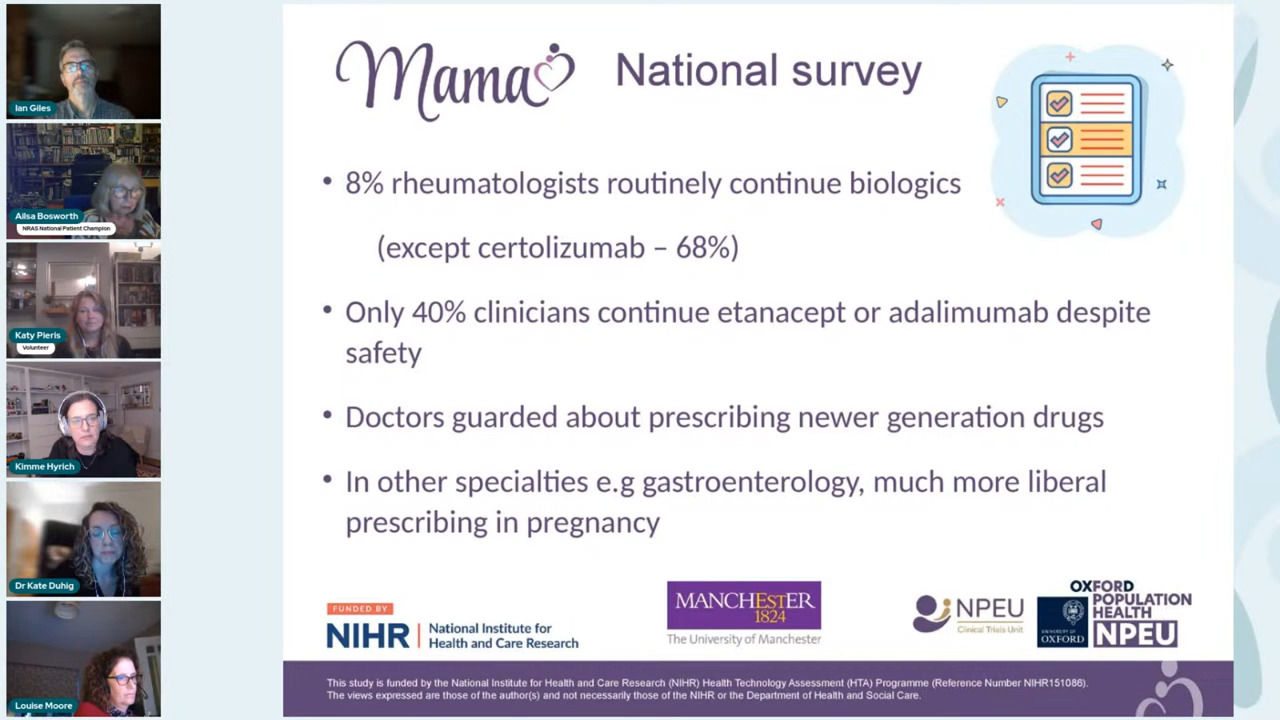 Ian Giles
Ailsa Bosworth
NRAS National Patient Champion
Katy Pieris
Volunteer
Kimme Hyrich
Dr Kate Duhig
Louise Moore
Mama
National survey
• 8% rheumatologists routinely continue biologics
(except certolizumab – 68%)
• Only 40% clinicians continue etanacept or adalimumab despite
safety
• Doctors guarded about prescribing newer generation drugs
• In other specialties e.g gastroenterology, much more liberal
prescribing in pregnancy
FUNDED BY
NIHR | National Institute for
Health and Care Research
MANCHESTER
1824
The University of Manchester
NPEU
Clinical Trials Unit
UNIVERSITY OF
OXFORD
OXFORD
POPULATION
HEALTH
NPEU
This study is funded by the National Institute for Health and Care Research (NIHR) Health Technology Assessment (HTA) Programme (Reference Number NIHR151086).
The views expressed are those of the author(s) and not necessarily those of the NIHR or the Department of Health and Social Care.